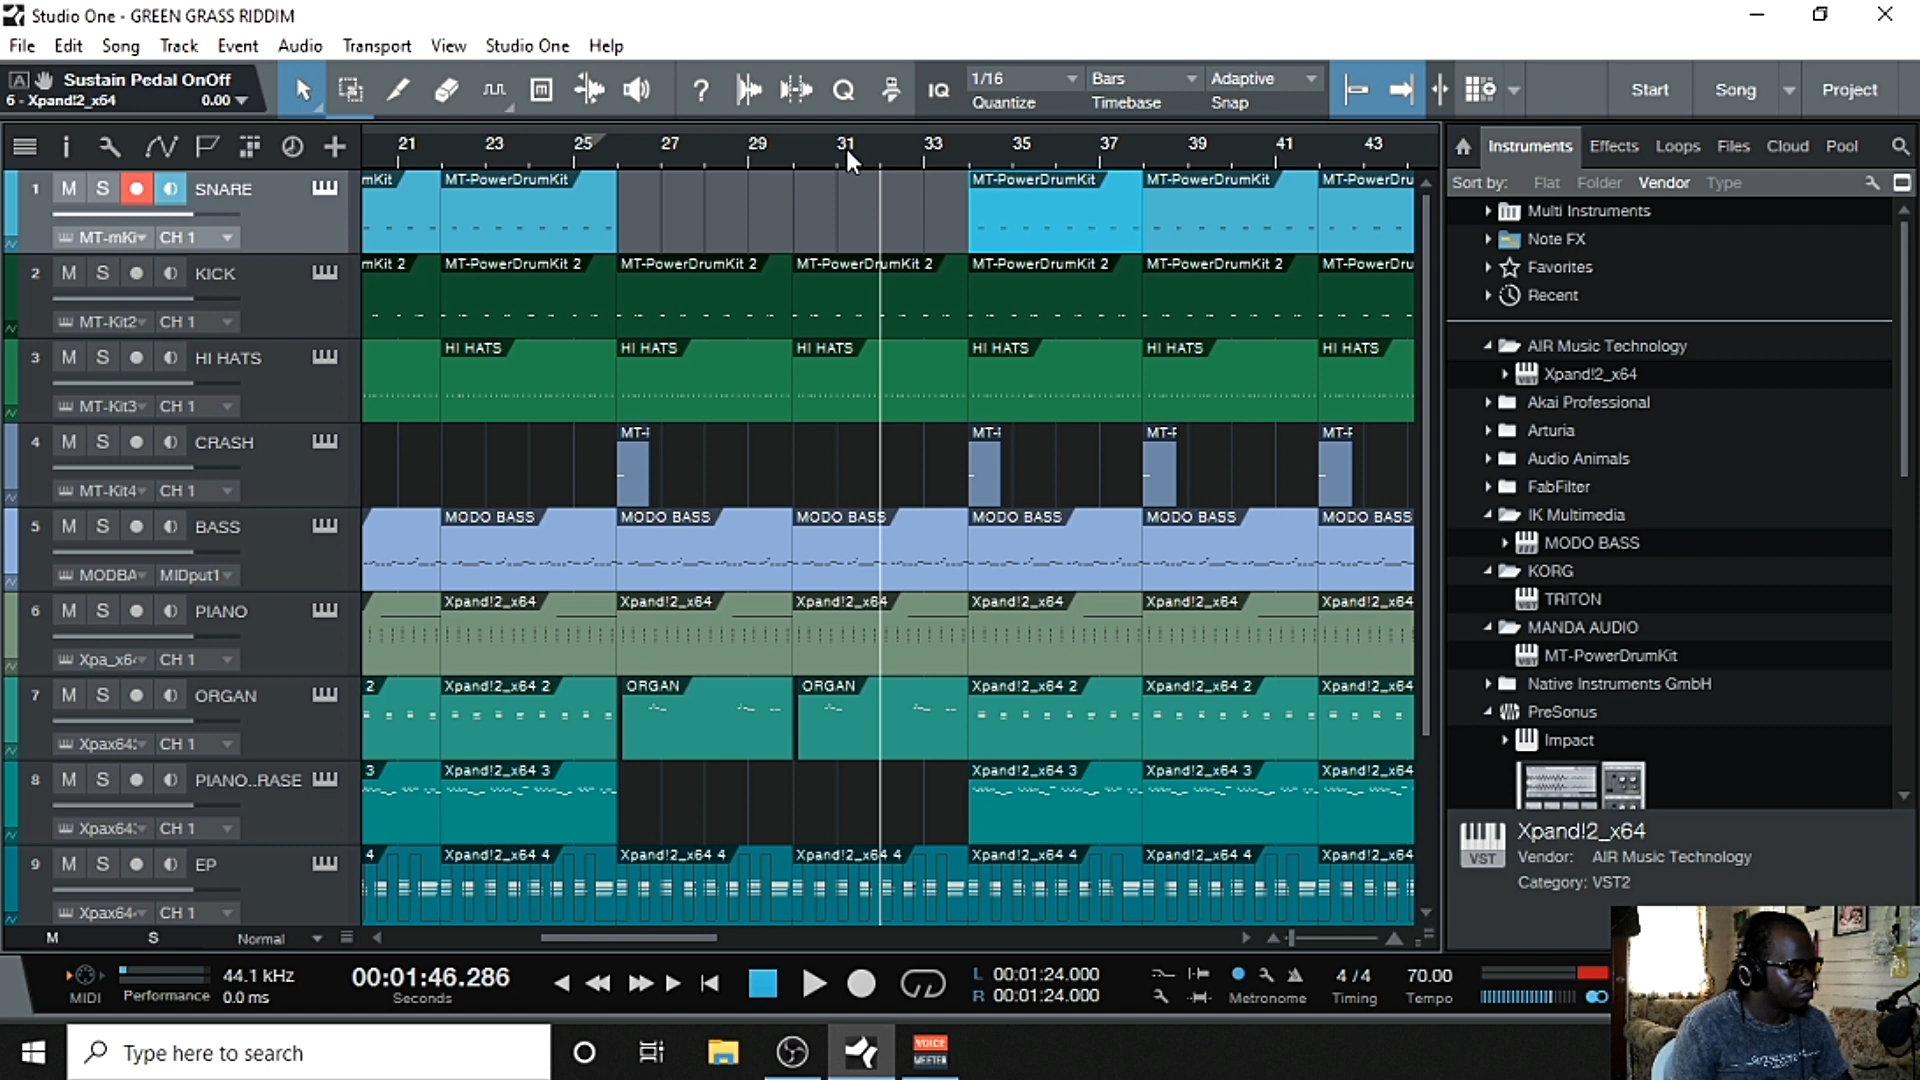 Studio One - GREEN GRASS RIDDIM
File Edit Song Track Event Audio Transport View Studio One Help
A Sustain Pedal OnOff
6 - Xpand!2_x64 0.00
? Q IQ
1/16 Bars Adaptive
Quantize Timebase Snap
Start Song Project
21 23 25 27 29 31 33 35 37 39 41 43
Instruments Effects Loops Files Cloud Pool
Sort by: Flat Folder Vendor Type
1 M S SNARE
MT-mKi CH 1
mKit MT-PowerDrumKit MT-PowerDrumKit MT-PowerDrumKit MT-PowerDru
2 M S KICK
MT-Kit2 CH 1
mKit 2 MT-PowerDrumKit 2 MT-PowerDrumKit 2 MT-PowerDrumKit 2 MT-PowerDrumKit 2 MT-PowerDrumKit 2 MT-PowerDru
3 M S HI HATS
MT-Kit3 CH 1
HI HATS HI HATS HI HATS HI HATS HI HATS HI HATS
4 M S CRASH
MT-Kit4 CH 1
MT-F MT-F MT-F MT-F
5 M S BASS
MODBA MIDput1
MODO BASS MODO BASS MODO BASS MODO BASS MODO BASS MODO BASS
6 M S PIANO
Xpa_x6 CH 1
Xpand!2_x64 Xpand!2_x64 Xpand!2_x64 Xpand!2_x64 Xpand!2_x64 Xpand!2_x64
7 M S ORGAN
Xpax64 CH 1
2 Xpand!2_x64 2 ORGAN ORGAN Xpand!2_x64 2 Xpand!2_x64 2 Xpand!2_x64
8 M S PIANO..RASE
Xpax64 CH 1
3 Xpand!2_x64 3 Xpand!2_x64 3 Xpand!2_x64 3 Xpand!2_x64
9 M S EP
Xpax64 CH 1
4 Xpand!2_x64 4 Xpand!2_x64 4 Xpand!2_x64 4 Xpand!2_x64 4 Xpand!2_x64 4 Xpand!2_x64
Multi Instruments
Note FX
Favorites
Recent
AIR Music Technology
Xpand!2_x64
Akai Professional
Arturia
Audio Animals
FabFilter
IK Multimedia
MODO BASS
KORG
TRITON
MANDA AUDIO
MT-PowerDrumKit
Native Instruments GmbH
PreSonus
Impact
Xpand!2_x64
VST
Vendor: AIR Music Technology
Category: VST2
M S Normal
MIDI Performance 44.1 kHz
0.0 ms
00:01:46.286
Seconds
L 00:01:24.000
R 00:01:24.000
Metronome
4 / 4
Timing
70.00
Tempo
Type here to search
VOICE
MEETER